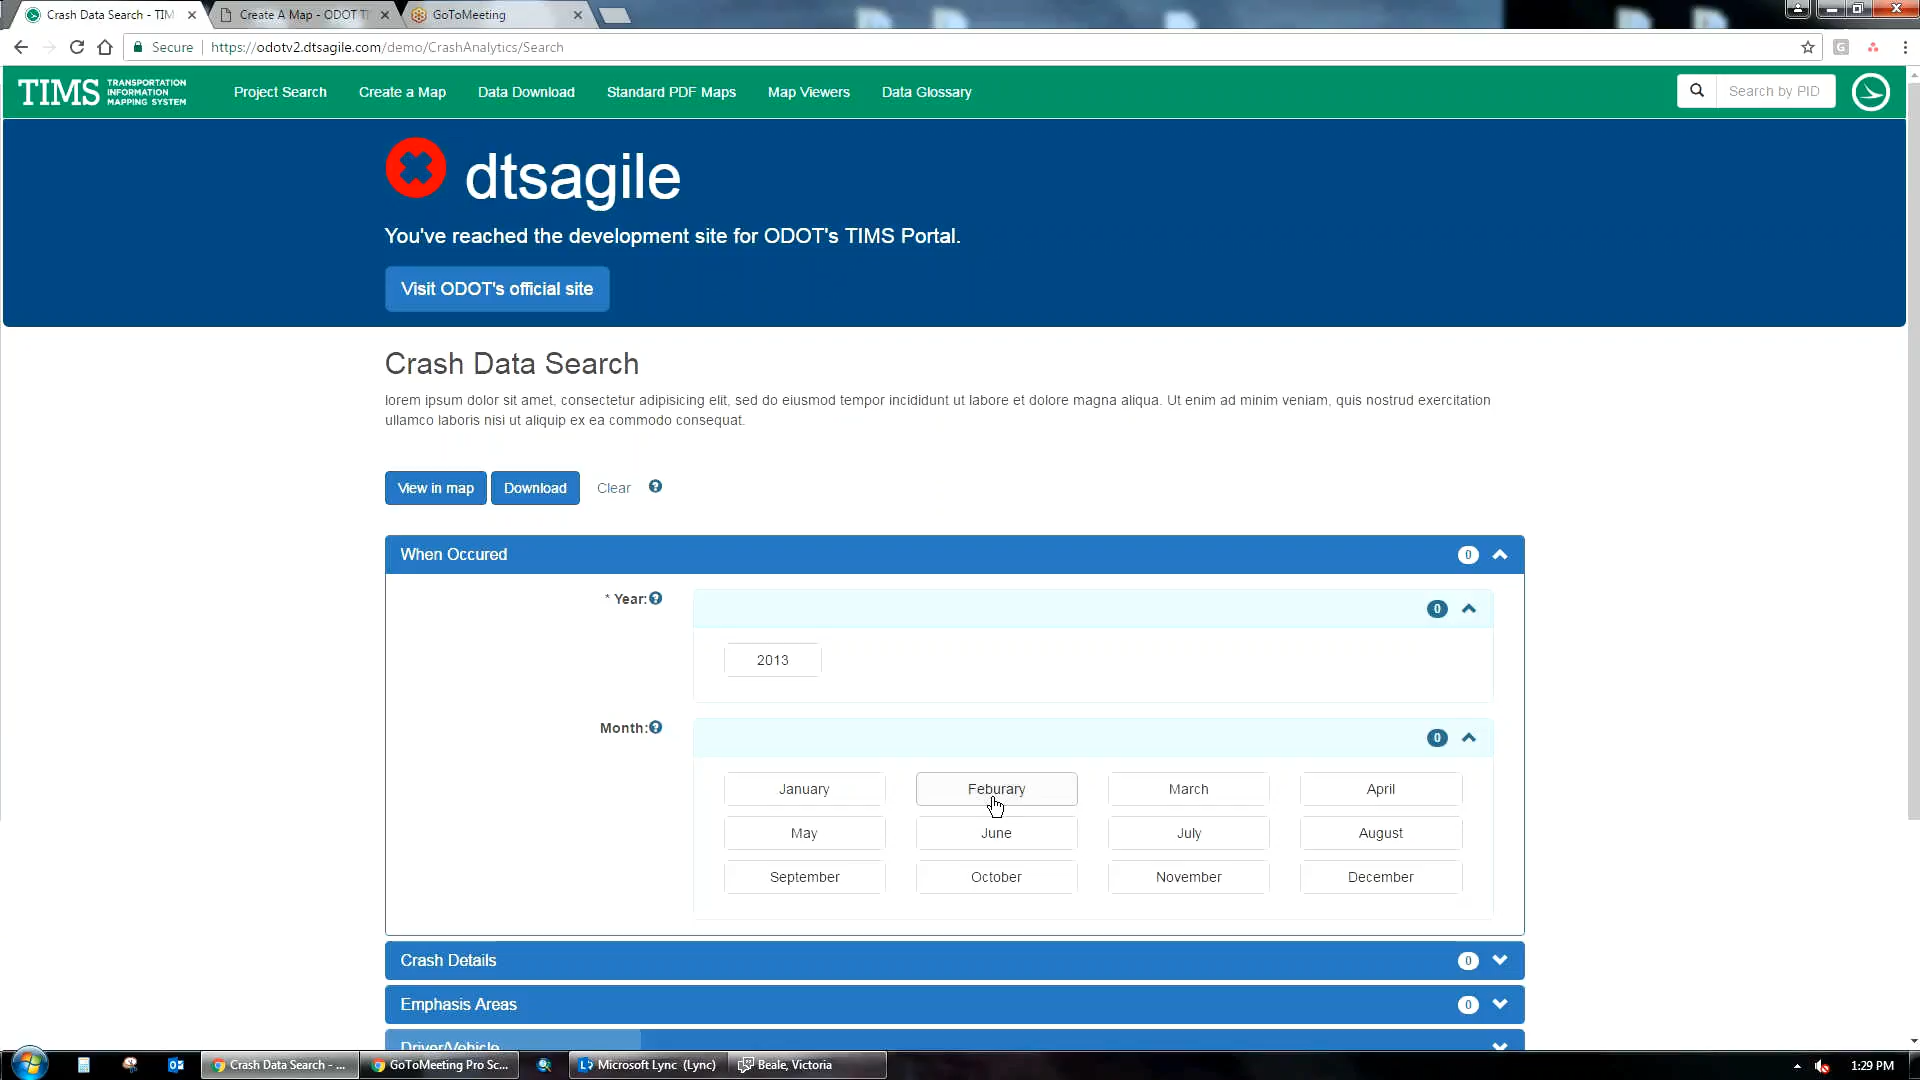 Crash Data Search - TIM
Create A Map - ODOT T
GoToMeeting
Secure https://odotv2.dtsagile.com/demo/CrashAnalytics/Search
TIMS TRANSPORTATION INFORMATION MAPPING SYSTEM
Project Search
Create a Map
Data Download
Standard PDF Maps
Map Viewers
Data Glossary
Search by PID
dtsagile
You've reached the development site for ODOT's TIMS Portal.
Visit ODOT's official site
Crash Data Search
lorem ipsum dolor sit amet, consectetur adipisicing elit, sed do eiusmod tempor incididunt ut labore et dolore magna aliqua. Ut enim ad minim veniam, quis nostrud exercitation
ullamco laboris nisi ut aliquip ex ea commodo consequat.
View in map
Download
Clear
When Occured 0
* Year: 0
2013
Month: 0
January Feburary March April
May June July August
September October November December
Crash Details 0
Emphasis Areas 0
Driver/Vehicle
Crash Data Search - ...
GoToMeeting Pro Sc...
Microsoft Lync (Lync)
Beale, Victoria
1:29 PM